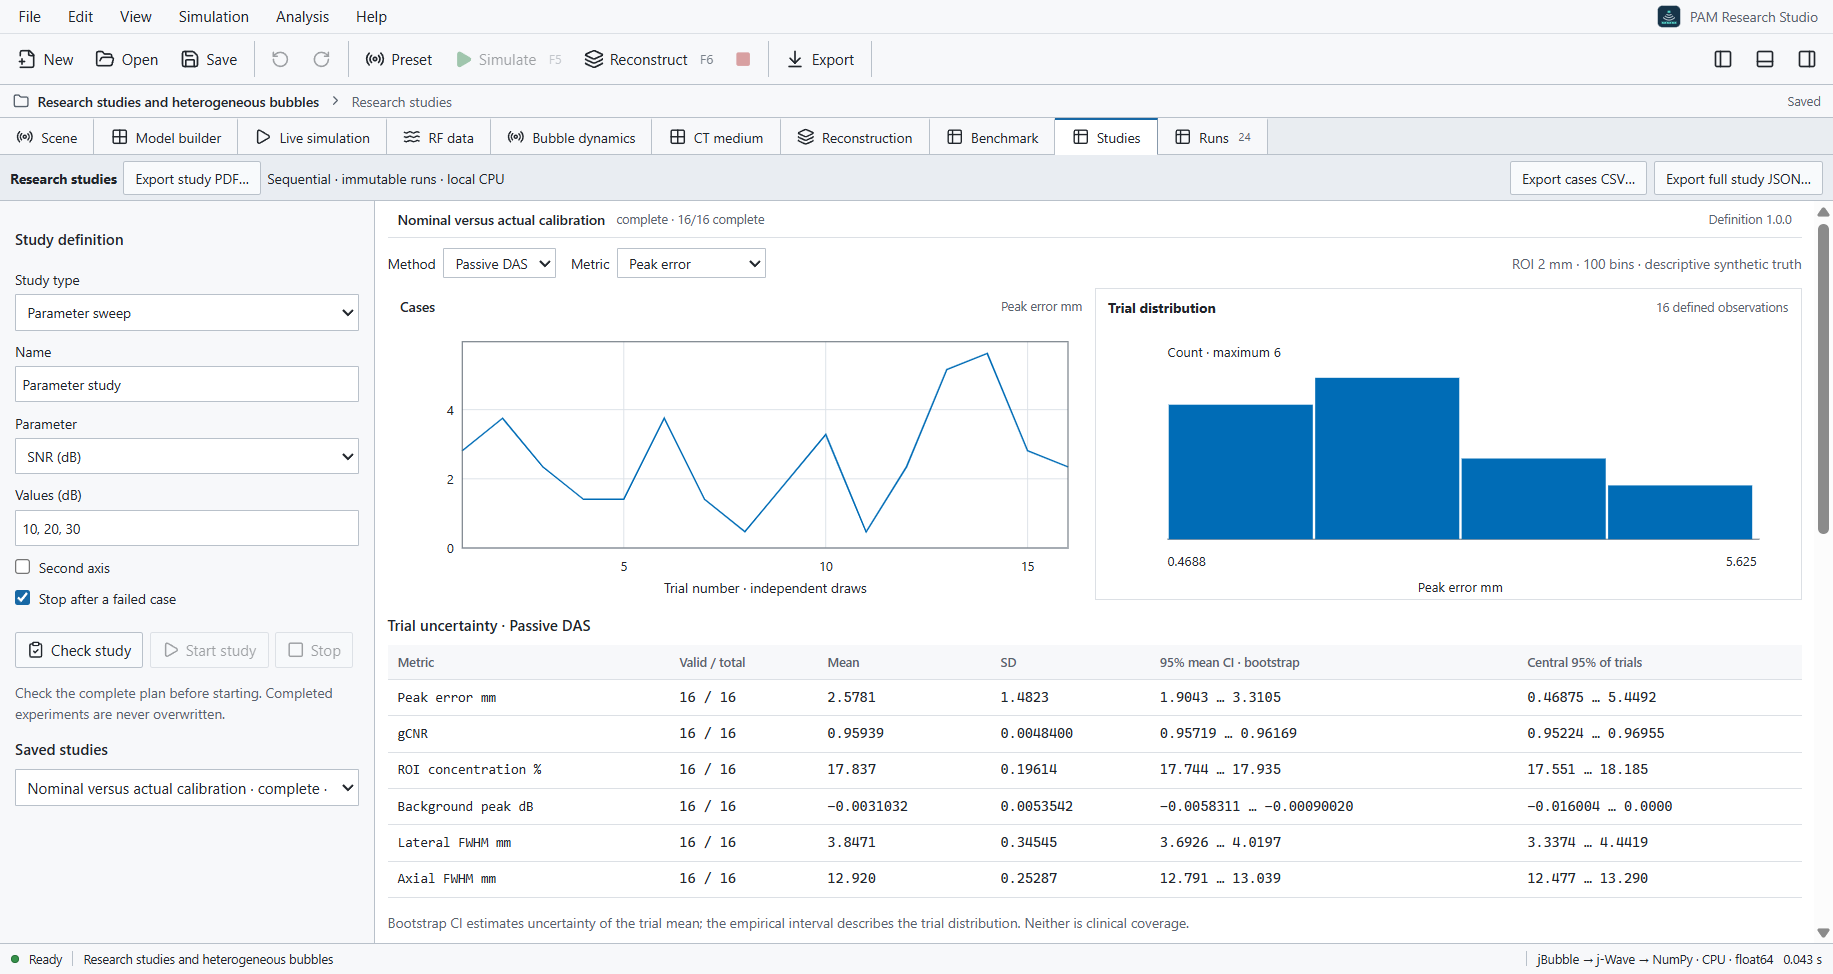 File Edit View Simulation Analysis Help PAM Research Studio
New Open Save Preset Simulate F5 Reconstruct F6 Export
Research studies and heterogeneous bubbles > Research studies Saved
Scene Model builder Live simulation RF data Bubble dynamics CT medium Reconstruction Benchmark Studies Runs 24
Research studies Export study PDF... Sequential · immutable runs · local CPU Export cases CSV... Export full study JSON...
Study definition
Study type
Parameter sweep
Name
Parameter study
Parameter
SNR (dB)
Values (dB)
10, 20, 30
Second axis
Stop after a failed case
Check study Start study Stop
Check the complete plan before starting. Completed
experiments are never overwritten.
Saved studies
Nominal versus actual calibration · complete ·
Nominal versus actual calibration complete · 16/16 complete Definition 1.0.0
Method Passive DAS Metric Peak error ROI 2 mm · 100 bins · descriptive synthetic truth
Cases Peak error mm
4
2
0
5 10 15
Trial number · independent draws
Trial distribution 16 defined observations
Count · maximum 6
0.4688 5.625
Peak error mm
Trial uncertainty · Passive DAS
Metric Valid / total Mean SD 95% mean CI · bootstrap Central 95% of trials
Peak error mm 16 / 16 2.5781 1.4823 1.9043 … 3.3105 0.46875 … 5.4492
gCNR 16 / 16 0.95939 0.0048400 0.95719 … 0.96169 0.95224 … 0.96955
ROI concentration % 16 / 16 17.837 0.19614 17.744 … 17.935 17.551 … 18.185
Background peak dB 16 / 16 −0.0031032 0.0053542 −0.0058311 … −0.00090020 −0.016004 … 0.0000
Lateral FWHM mm 16 / 16 3.8471 0.34545 3.6926 … 4.0197 3.3374 … 4.4419
Axial FWHM mm 16 / 16 12.920 0.25287 12.791 … 13.039 12.477 … 13.290
Bootstrap CI estimates uncertainty of the trial mean; the empirical interval describes the trial distribution. Neither is clinical coverage.
Ready Research studies and heterogeneous bubbles jBubble → j-Wave → NumPy · CPU · float64 0.043 s